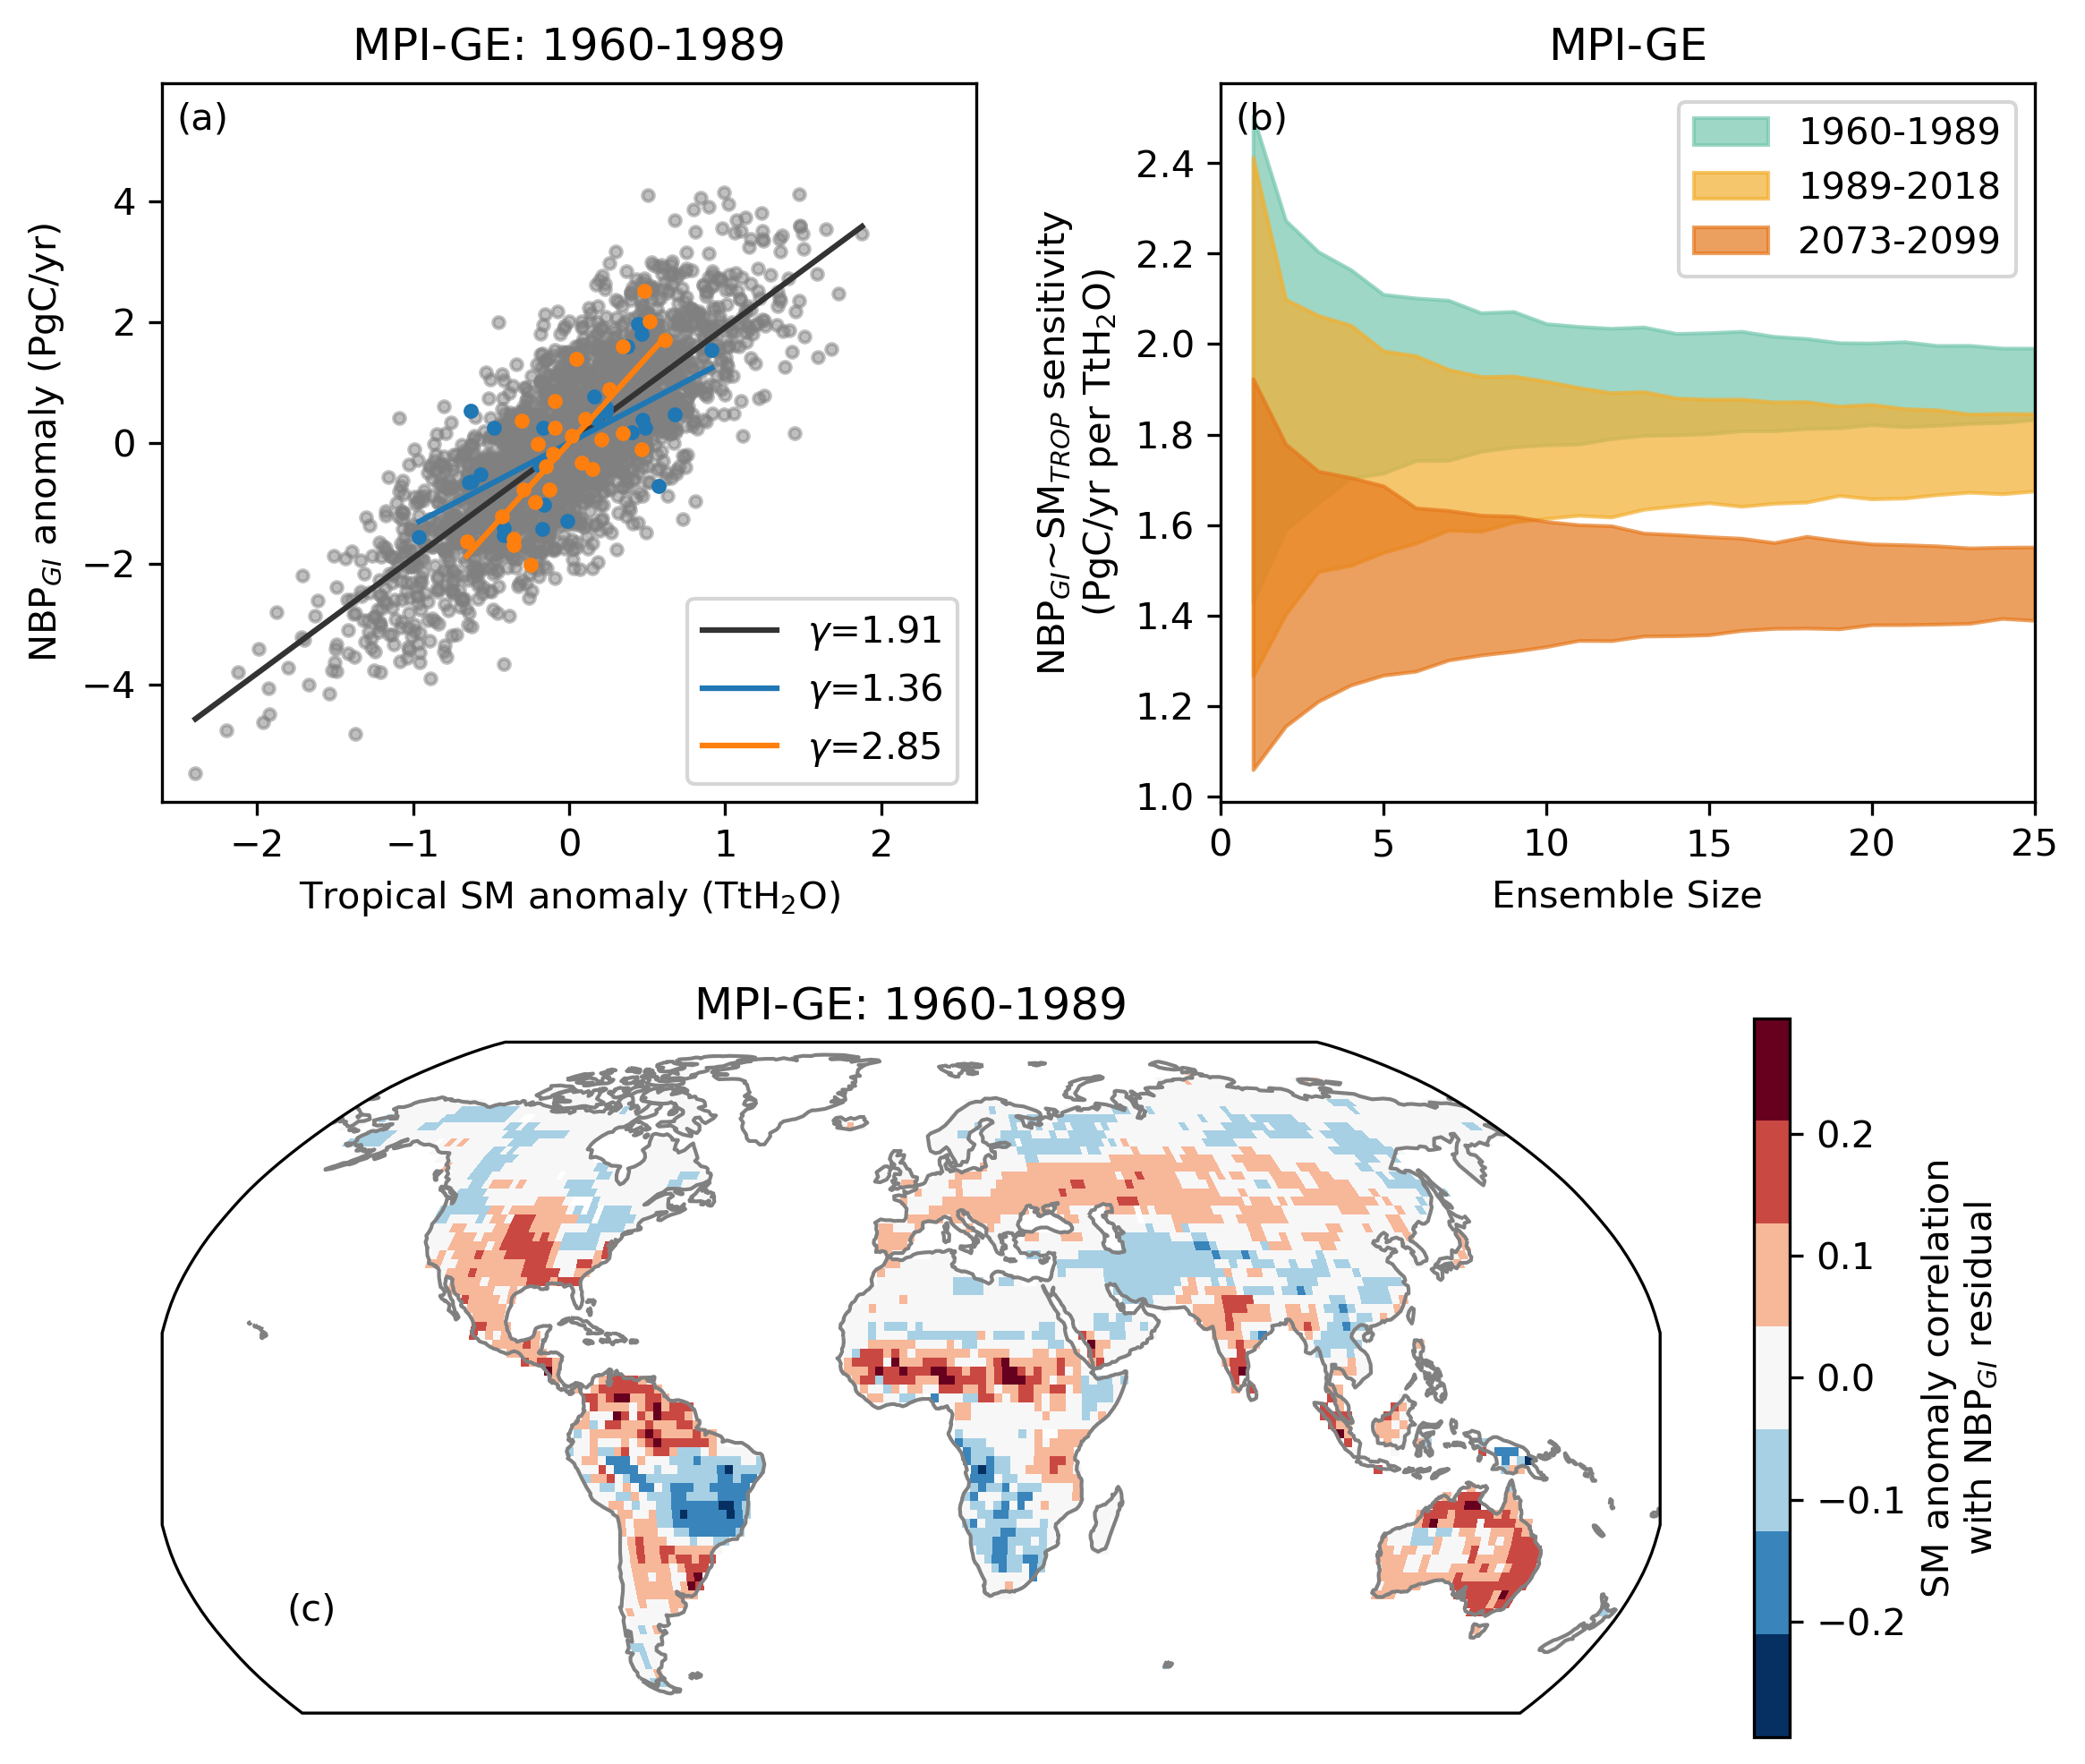 MPI-GE: 1960-1989
(a)
NBP_GI anomaly (PgC/yr)
4
2
0
−2
−4
γ=1.91
γ=1.36
γ=2.85
−2 −1 0 1 2
Tropical SM anomaly (TtH₂O)
MPI-GE
(b)
1960-1989
1989-2018
2073-2099
NBP_GI~SM_TROP sensitivity
(PgC/yr per TtH₂O)
2.4
2.2
2.0
1.8
1.6
1.4
1.2
1.0
0 5 10 15 20 25
Ensemble Size
MPI-GE: 1960-1989
(c)
0.2
0.1
0.0
−0.1
−0.2
SM anomaly correlation
with NBP_GI residual